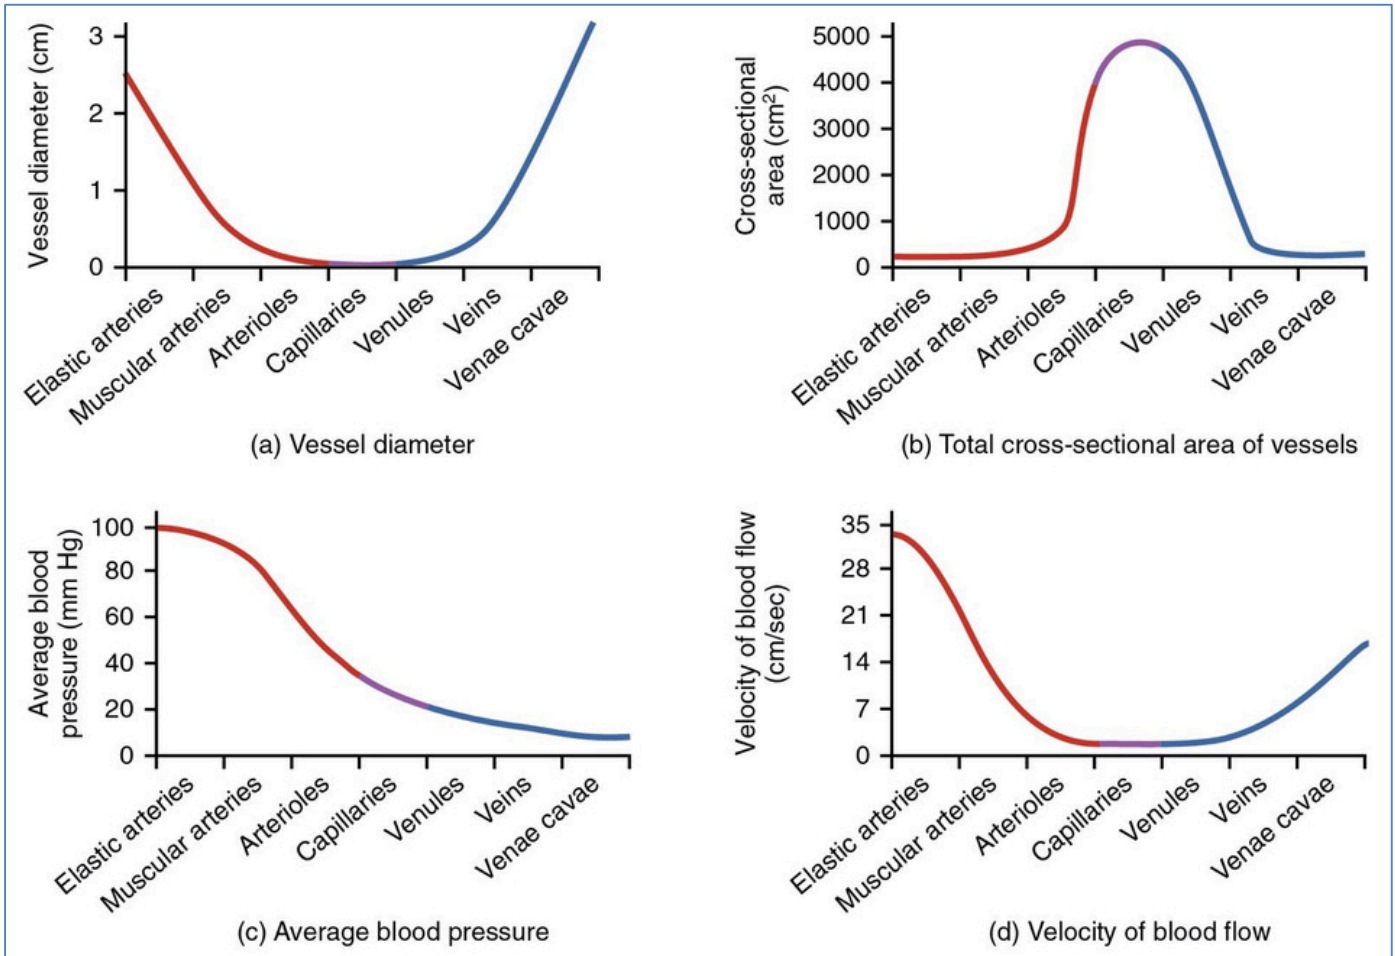 Vessel diameter (cm)
3
2
1
0
Elastic arteries
Muscular arteries
Arterioles
Capillaries
Venules
Veins
Venae cavae
(a) Vessel diameter
Cross-sectional
area (cm²)
5000
4000
3000
2000
1000
0
Elastic arteries
Muscular arteries
Arterioles
Capillaries
Venules
Veins
Venae cavae
(b) Total cross-sectional area of vessels
Average blood
pressure (mm Hg)
100
80
60
40
20
0
Elastic arteries
Muscular arteries
Arterioles
Capillaries
Venules
Veins
Venae cavae
(c) Average blood pressure
Velocity of blood flow
(cm/sec)
35
28
21
14
7
0
Elastic arteries
Muscular arteries
Arterioles
Capillaries
Venules
Veins
Venae cavae
(d) Velocity of blood flow